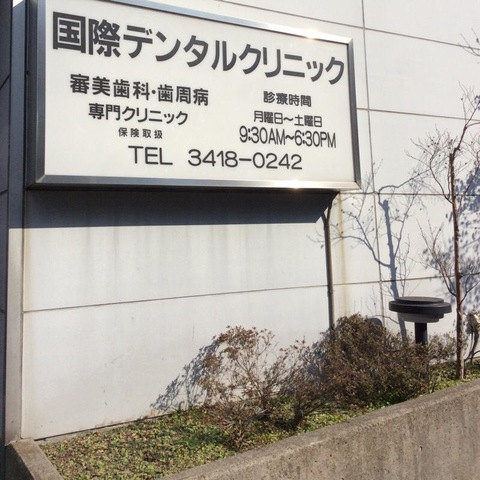 国際デンタルクリニック
審美歯科・歯周病
専門クリニック
保険取扱
診療時間
月曜日～土曜日
9:30AM～6:30PM
TEL 3418-0242